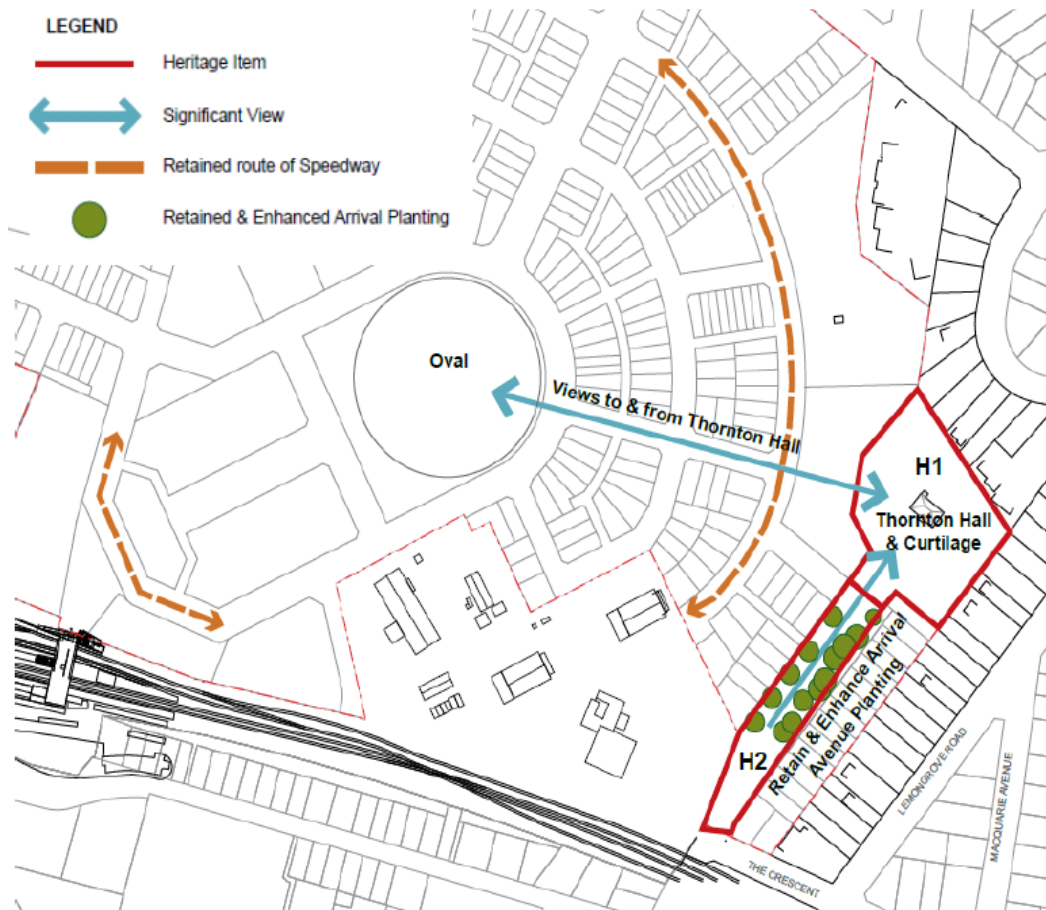 LEGEND
Heritage Item
Significant View
Retained route of Speedway
Retained & Enhanced Arrival Planting
Oval
Views to & from Thornton Hall
H1
Thornton Hall
& Curtilage
Retain & Enhance Arrival
Avenue Planting
H2
LEMONGROVE ROAD
MACQUARIE AVENUE
THE CRESCENT